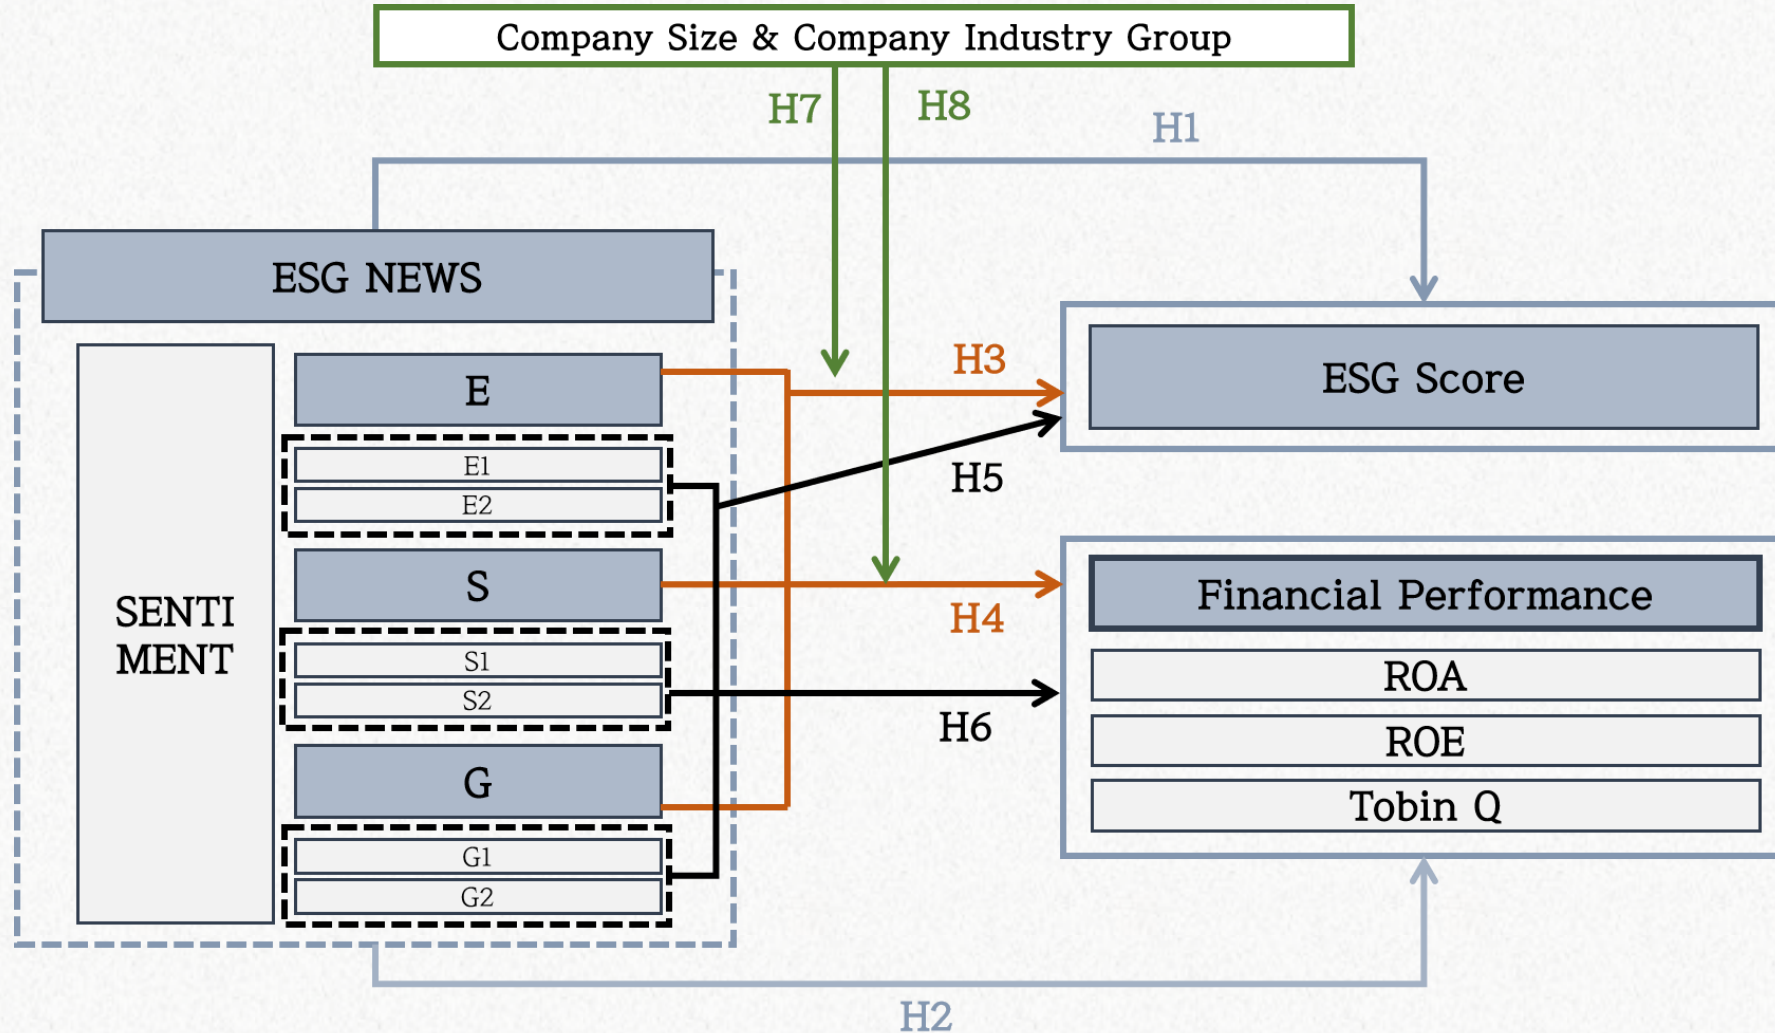 Company Size & Company Industry Group
H7
H8
H1
ESG NEWS
SENTI
MENT
E
E1
E2
S
S1
S2
G
G1
G2
H3
H5
H4
H6
ESG Score
Financial Performance
ROA
ROE
Tobin Q
H2